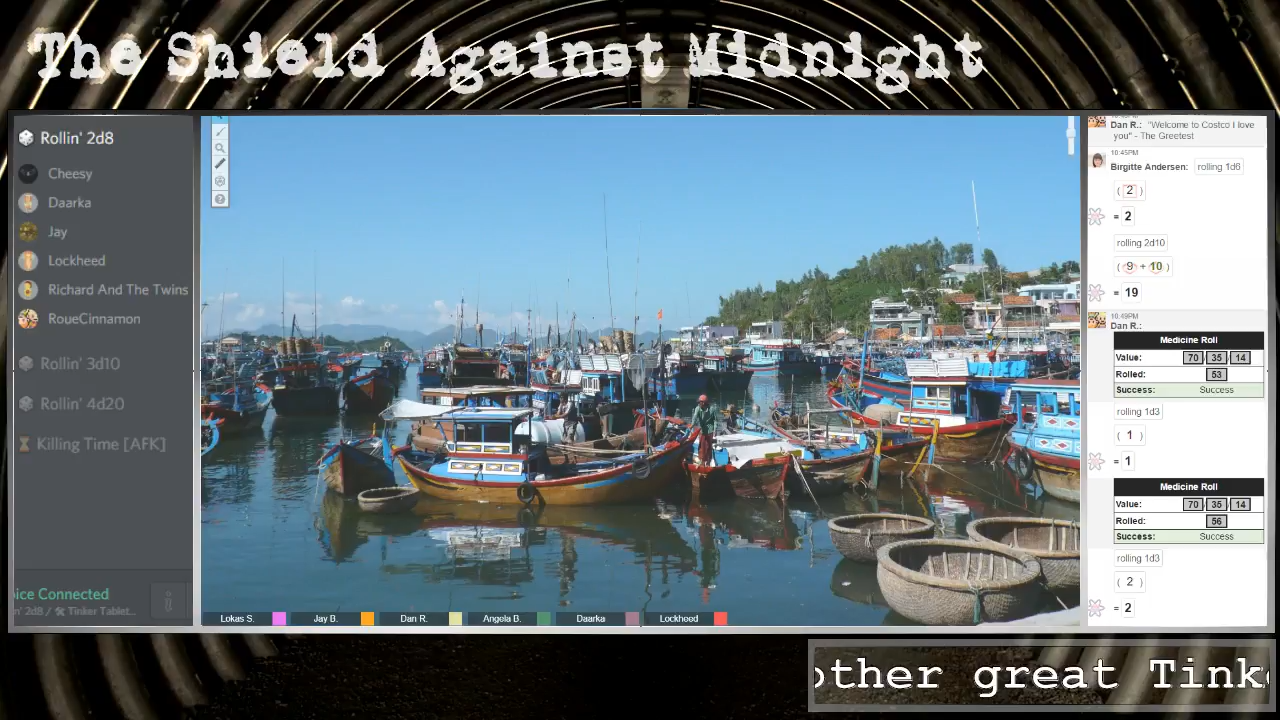 The Shield Against Midnight
Rollin' 2d8
Cheesy
Daarka
Jay
Lockheed
Richard And The Twins
RoueCinnamon
Rollin' 3d10
Rollin' 4d20
Killing Time [AFK]
ice Connected
n' 2d8 / Tinker Tablet...
Lokas S.
Jay B.
Dan R.
Angela B.
Daarka
Lockheed
Dan R.: "Welcome to Costco I love
you" - The Greetest
10:45PM
Birgitte Andersen: rolling 1d6
( 2 )
= 2
rolling 2d10
( 9 + 10 )
= 19
10:49PM
Dan R.:
Medicine Roll
Value: 70 35 14
Rolled: 53
Success: Success
rolling 1d3
( 1 )
= 1
Medicine Roll
Value: 70 35 14
Rolled: 56
Success: Success
rolling 1d3
( 2 )
= 2
other great Tink